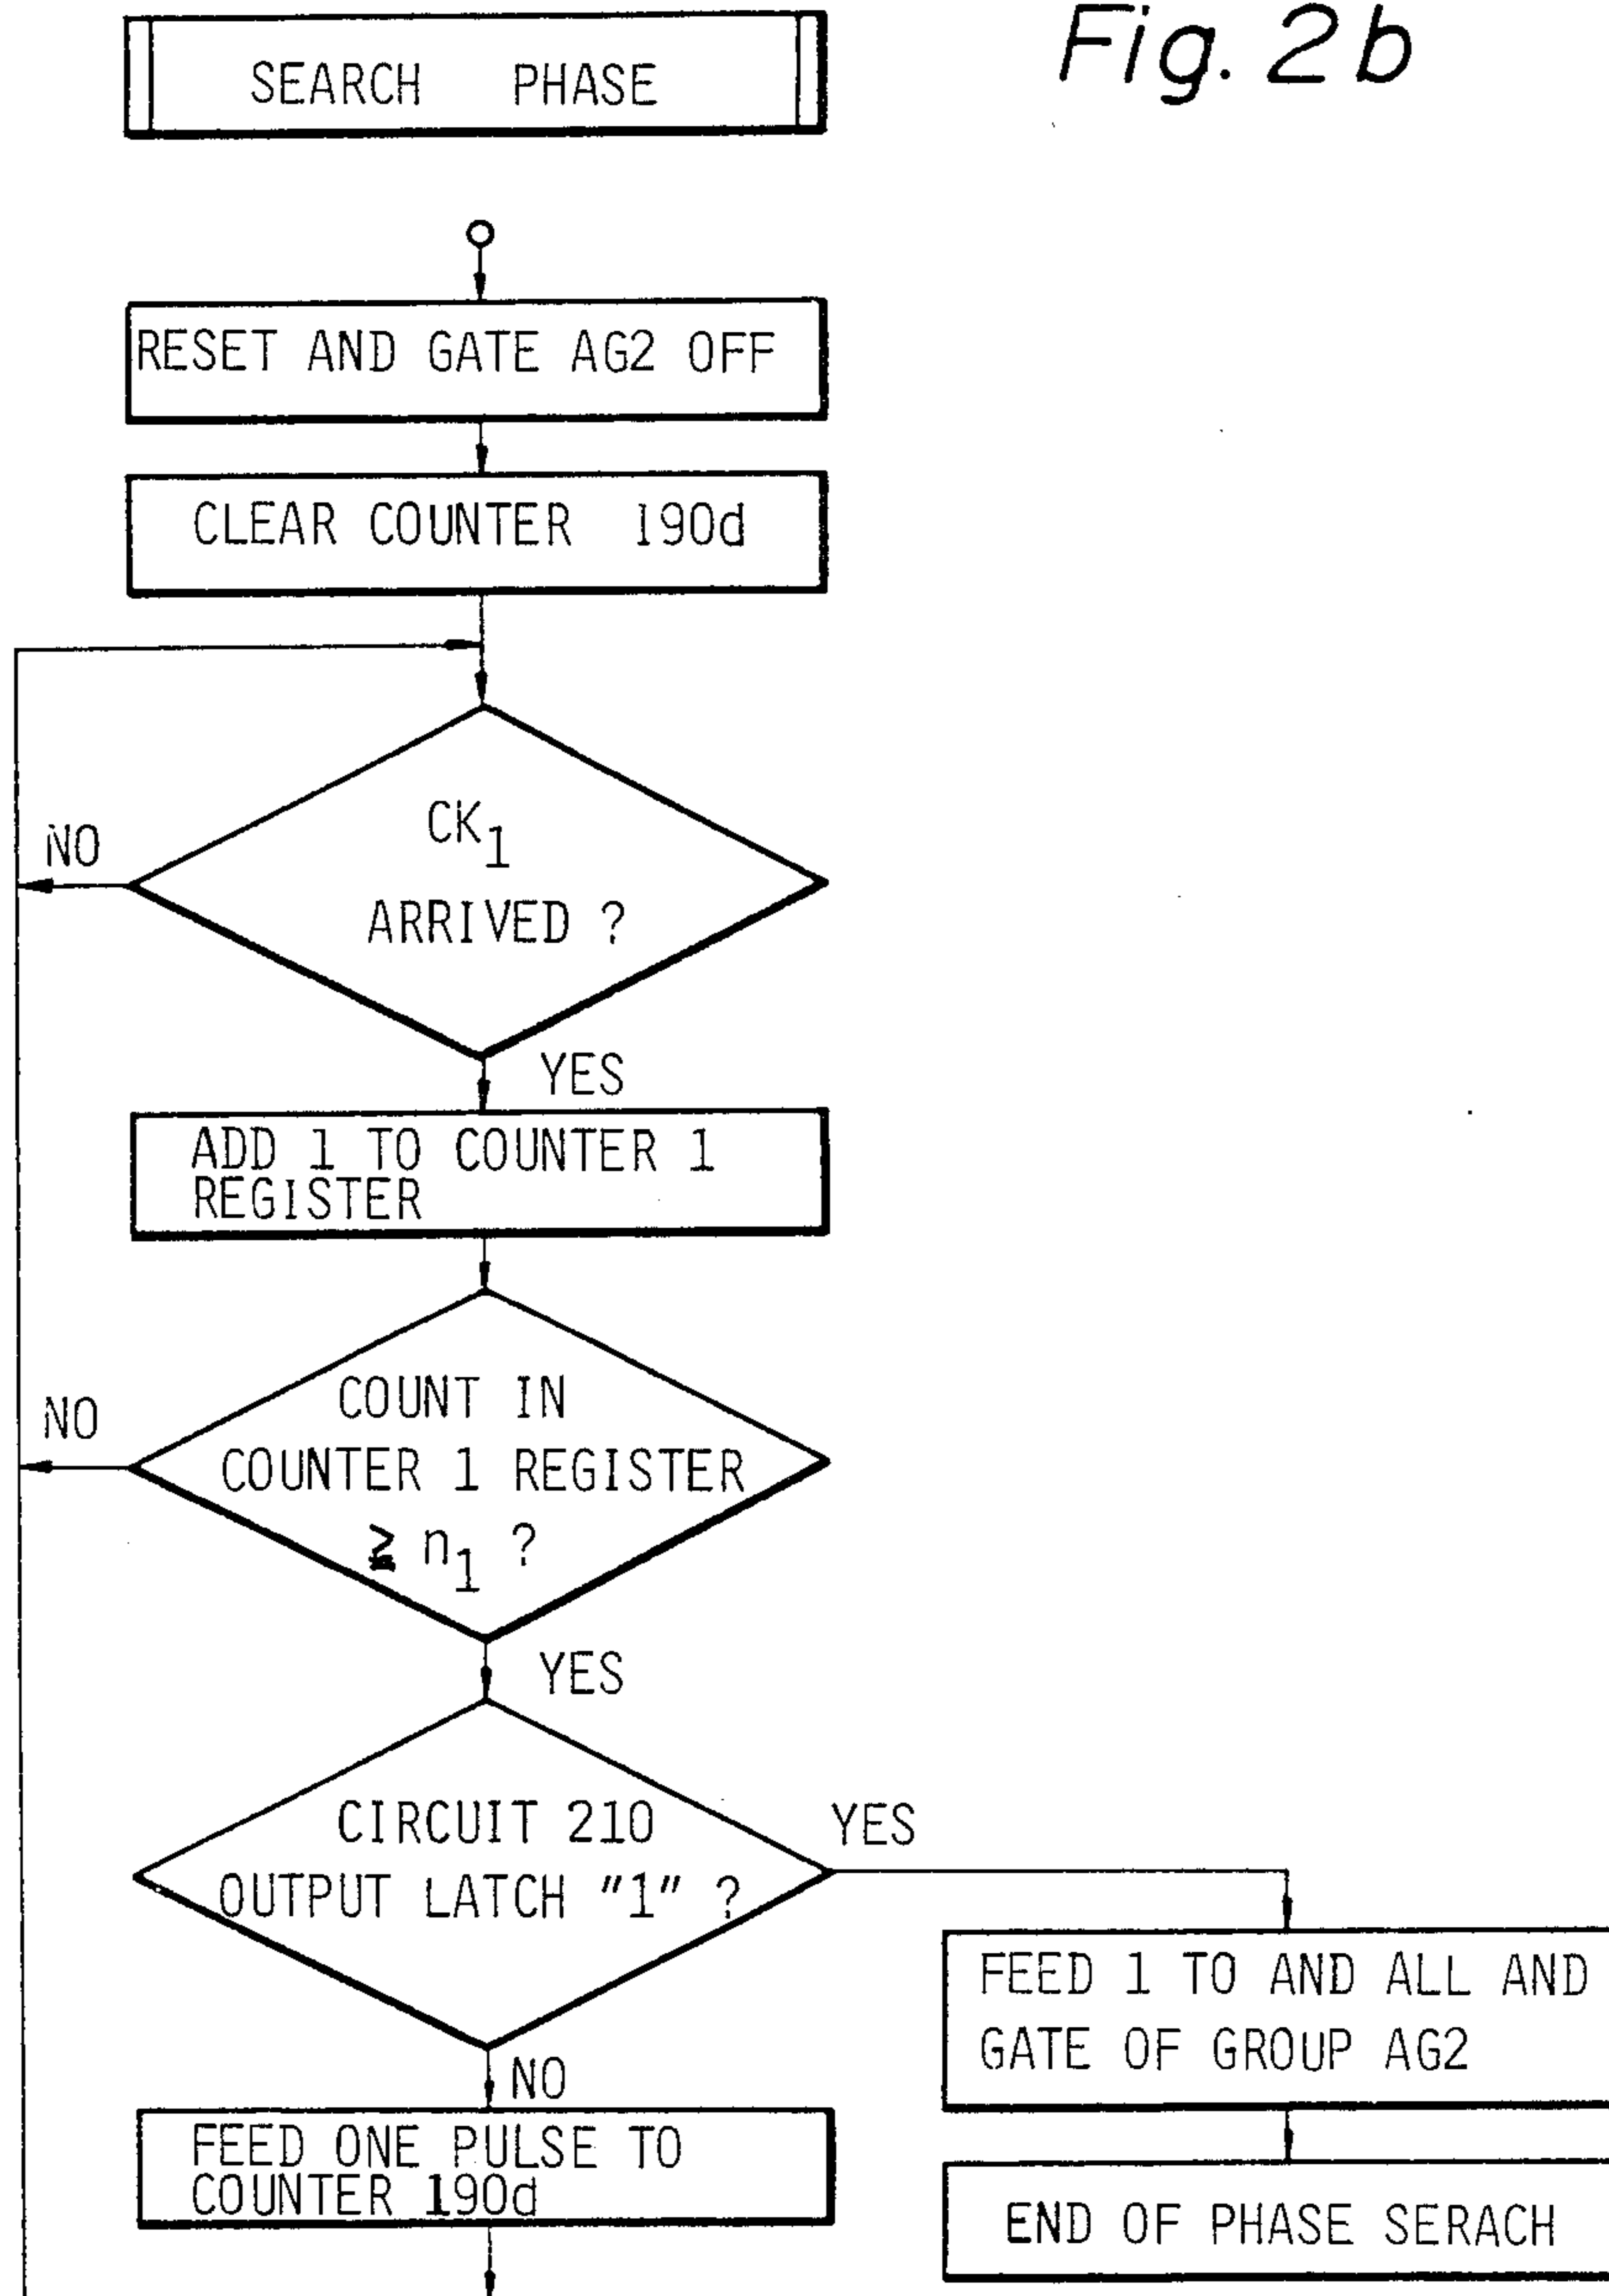 Fig. 2b
SEARCH PHASE
RESET AND GATE AG2 OFF
CLEAR COUNTER 190d
CK1
ARRIVED ?
NO
YES
ADD 1 TO COUNTER 1
REGISTER
COUNT IN
COUNTER 1 REGISTER
≧ n1 ?
NO
YES
CIRCUIT 210
OUTPUT LATCH "1" ?
YES
NO
FEED 1 TO AND ALL AND
GATE OF GROUP AG2
FEED ONE PULSE TO
COUNTER 190d
END OF PHASE SERACH